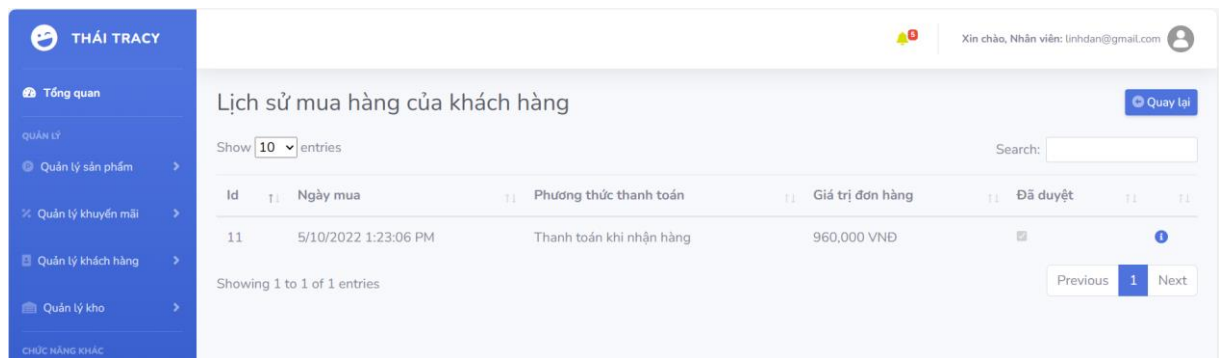 THÁI TRACY
5
Xin chào, Nhân viên: linhdan@gmail.com
Tổng quan
Lịch sử mua hàng của khách hàng
Quay lại
QUẢN LÝ
Show 10 entries
Search:
Quản lý sản phẩm
Id Ngày mua Phương thức thanh toán Giá trị đơn hàng Đã duyệt
Quản lý khuyến mãi
11 5/10/2022 1:23:06 PM Thanh toán khi nhận hàng 960,000 VNĐ
Quản lý khách hàng
Showing 1 to 1 of 1 entries
Previous 1 Next
Quản lý kho
CHỨC NĂNG KHÁC